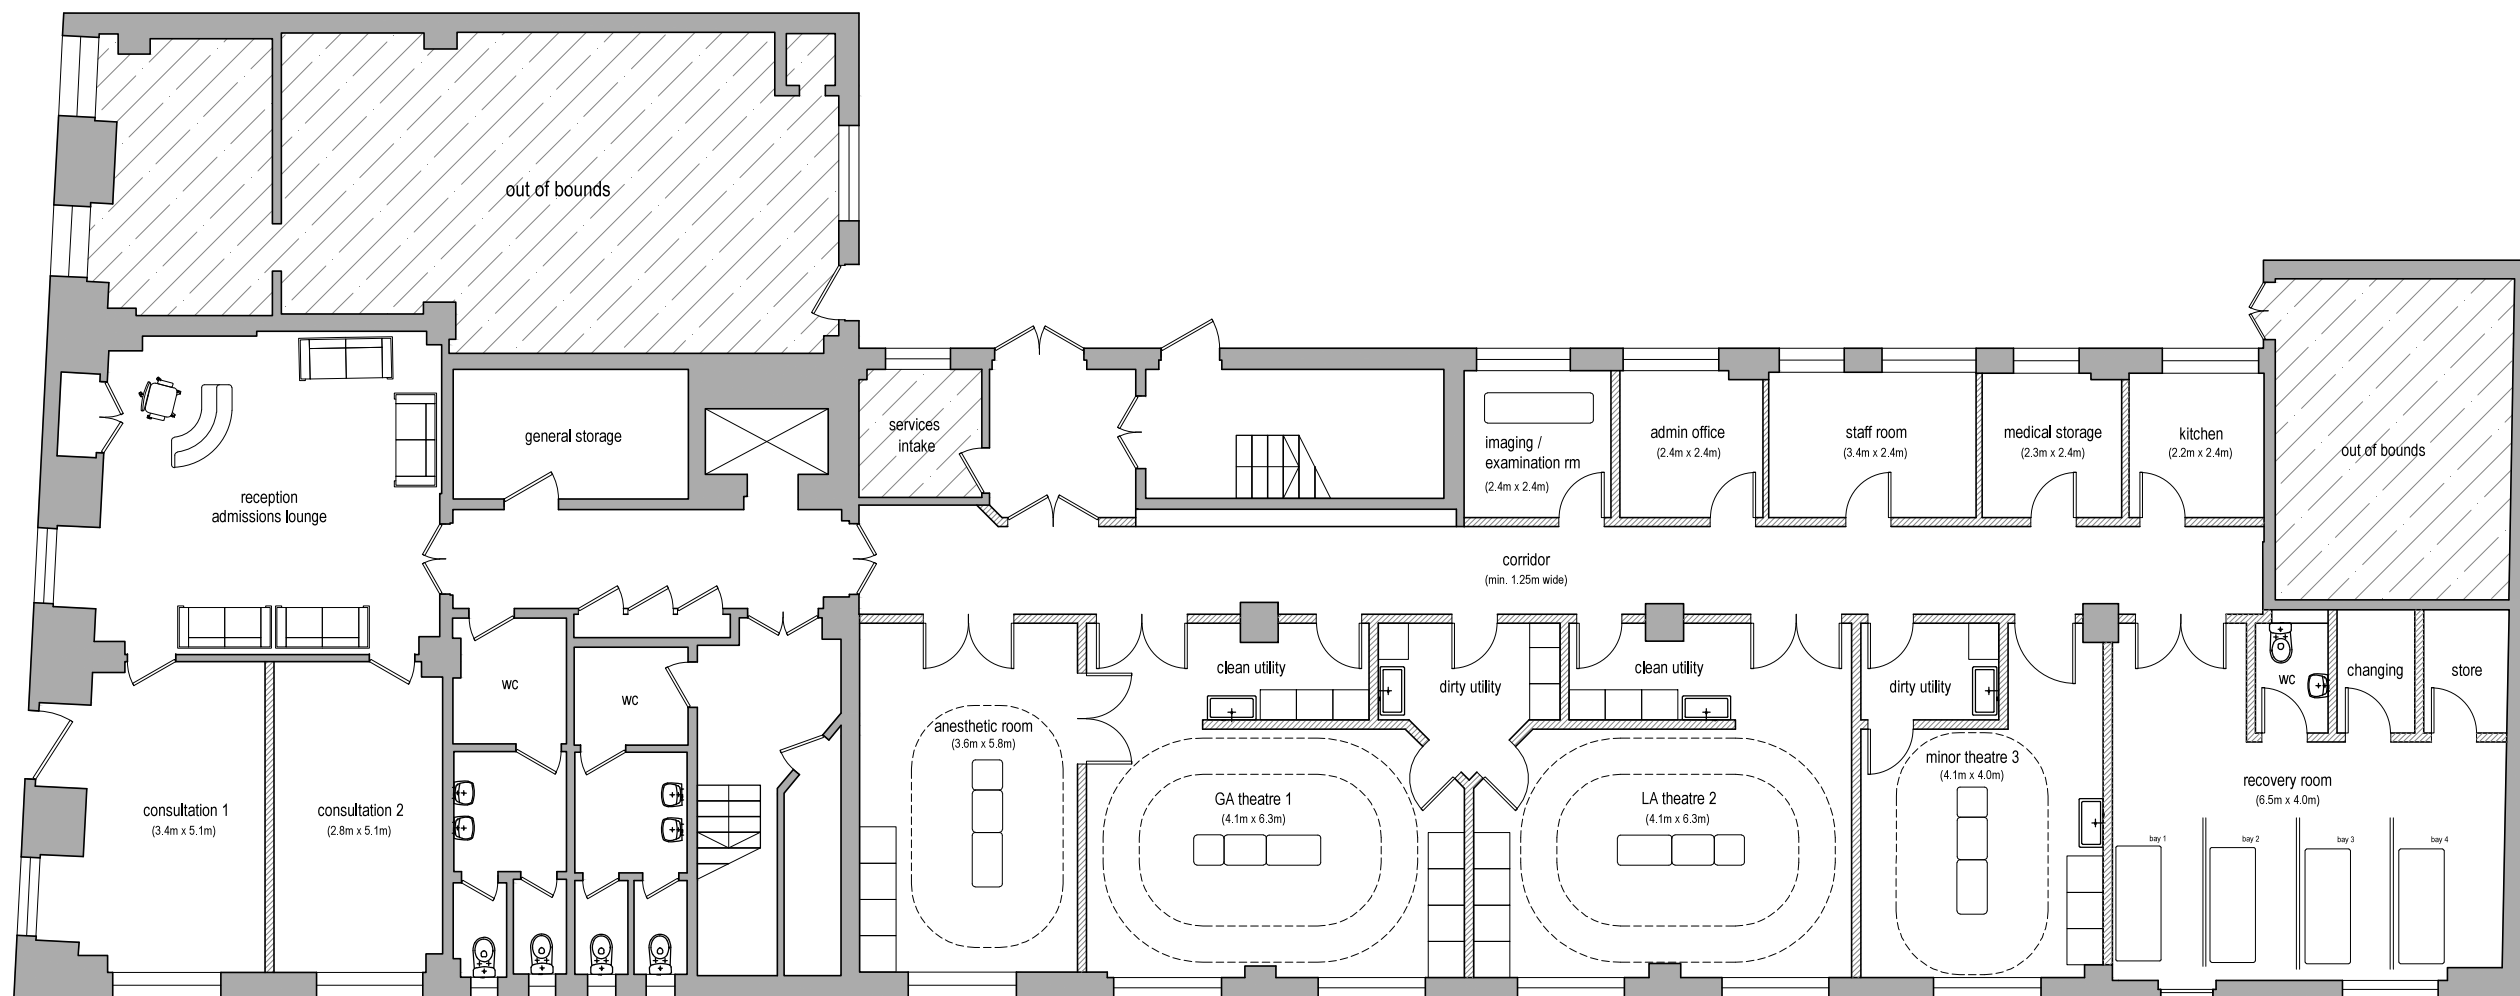 out of bounds
services
intake
general storage
reception
admissions lounge
imaging /
examination rm
(2.4m x 2.4m)
admin office
(2.4m x 2.4m)
staff room
(3.4m x 2.4m)
medical storage
(2.3m x 2.4m)
kitchen
(2.2m x 2.4m)
out of bounds
corridor
(min. 1.25m wide)
wc
wc
clean utility
dirty utility
clean utility
dirty utility
wc
changing
store
anesthetic room
(3.6m x 5.8m)
minor theatre 3
(4.1m x 4.0m)
recovery room
(6.5m x 4.0m)
consultation 1
(3.4m x 5.1m)
consultation 2
(2.8m x 5.1m)
GA theatre 1
(4.1m x 6.3m)
LA theatre 2
(4.1m x 6.3m)
bay 1
bay 2
bay 3
bay 4